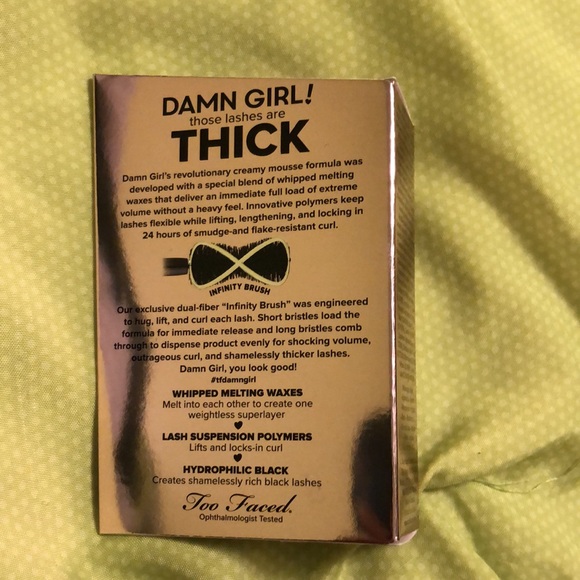 DAMN GIRL!
those lashes are
THICK
Damn Girl's revolutionary creamy mousse formula was
developed with a special blend of whipped melting
waxes that deliver an immediate full load of extreme
volume without a heavy feel. Innovative polymers keep
lashes flexible while lifting, lengthening, and locking in
24 hours of smudge-and flake-resistant curl.
INFINITY BRUSH
Our exclusive dual-fiber “Infinity Brush” was engineered
to hug, lift, and curl each lash. Short bristles load the
formula for immediate release and long bristles comb
through to dispense product evenly for shocking volume,
outrageous curl, and shamelessly thicker lashes.
Damn Girl, you look good!
#tfdamngirl
WHIPPED MELTING WAXES
Melt into each other to create one
weightless superlayer
LASH SUSPENSION POLYMERS
Lifts and locks-in curl
HYDROPHILIC BLACK
Creates shamelessly rich black lashes
Too Faced.
Ophthalmologist Tested